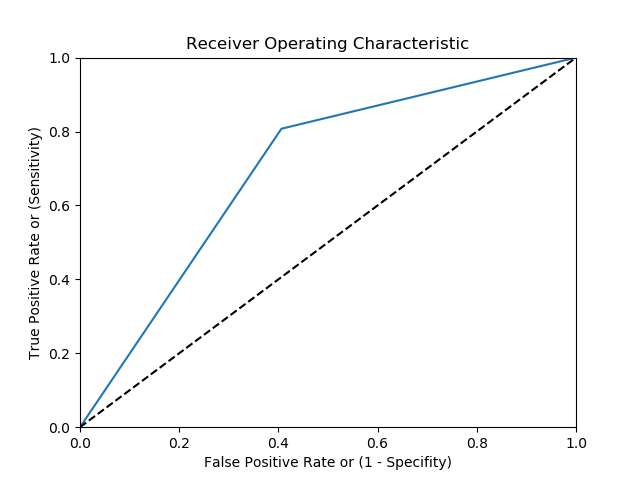 Receiver Operating Characteristic
1.0
0.8
0.6
0.4
0.2
0.0
True Positive Rate or (Sensitivity)
0.0 0.2 0.4 0.6 0.8 1.0
False Positive Rate or (1 - Specifity)